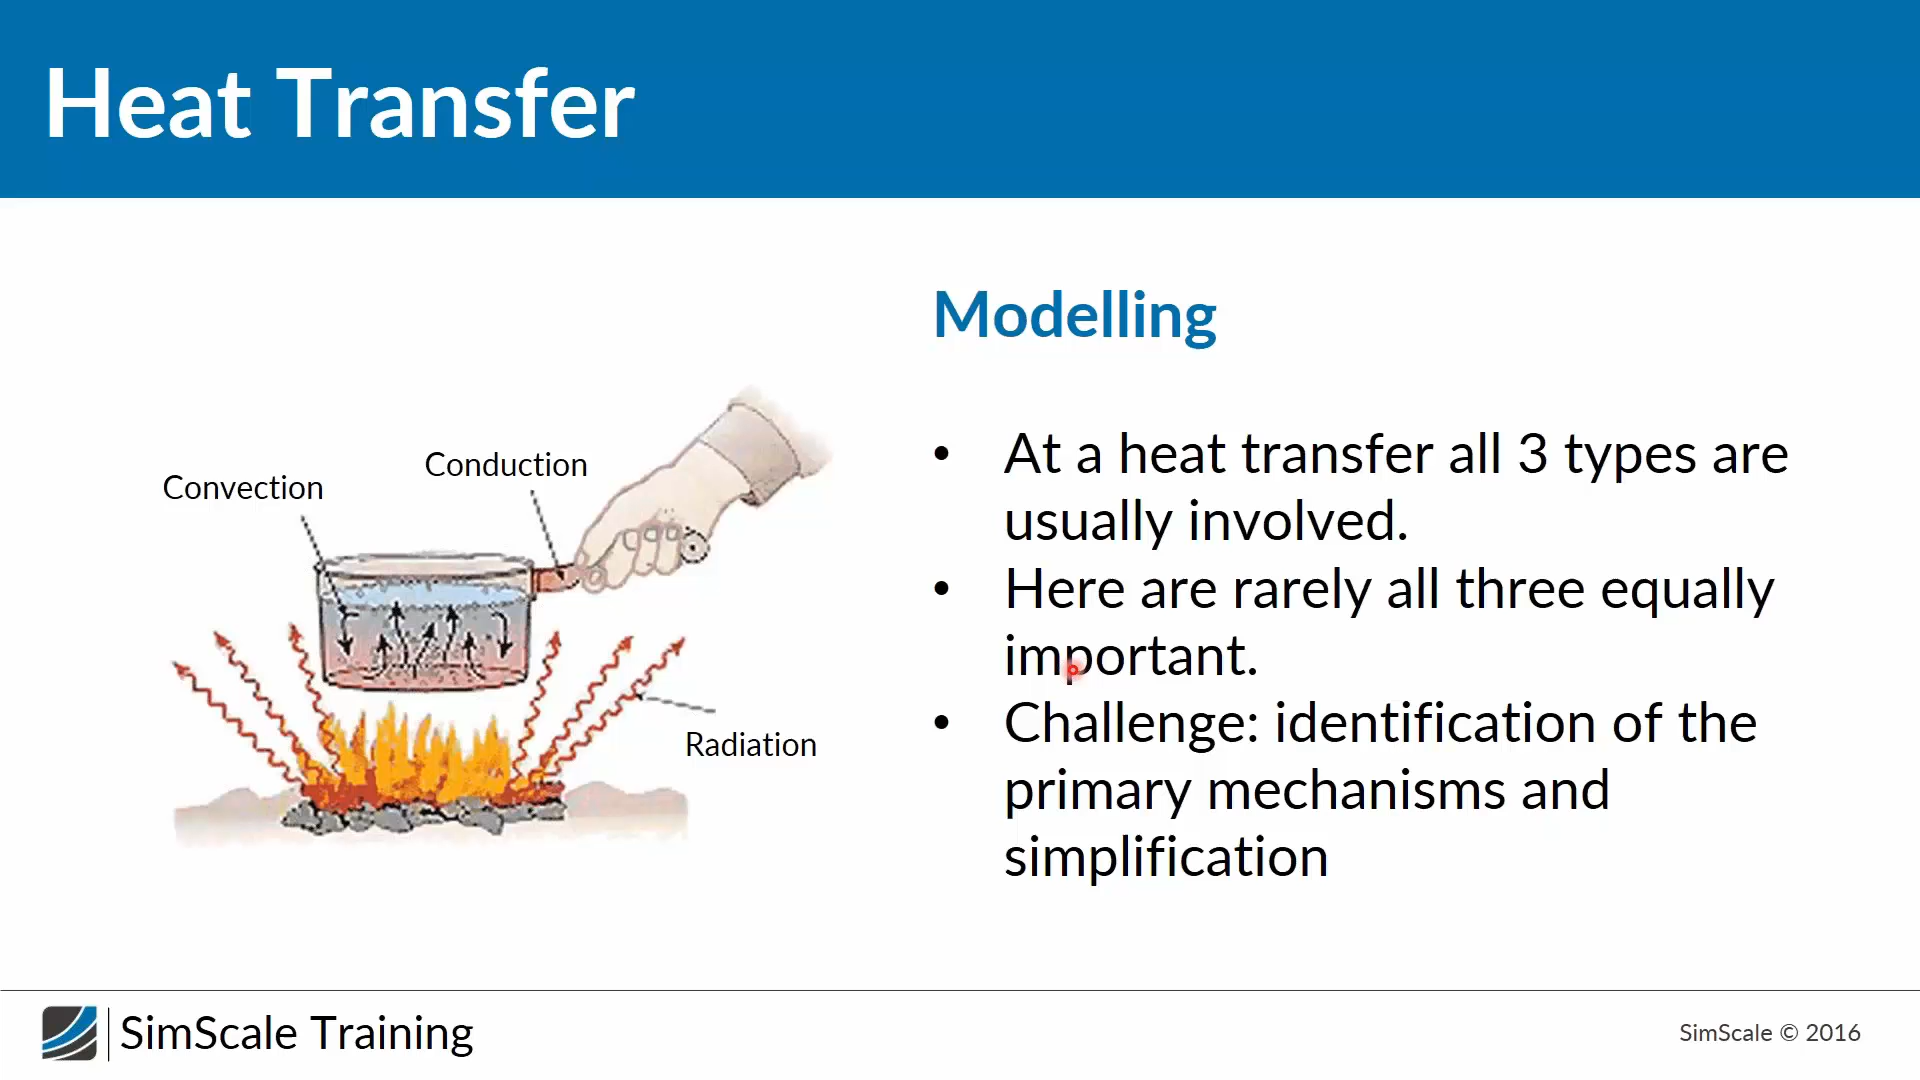 Heat Transfer
Modelling
• At a heat transfer all 3 types are
usually involved.
• Here are rarely all three equally
important.
• Challenge: identification of the
primary mechanisms and
simplification
Convection
Conduction
Radiation
SimScale Training
SimScale © 2016